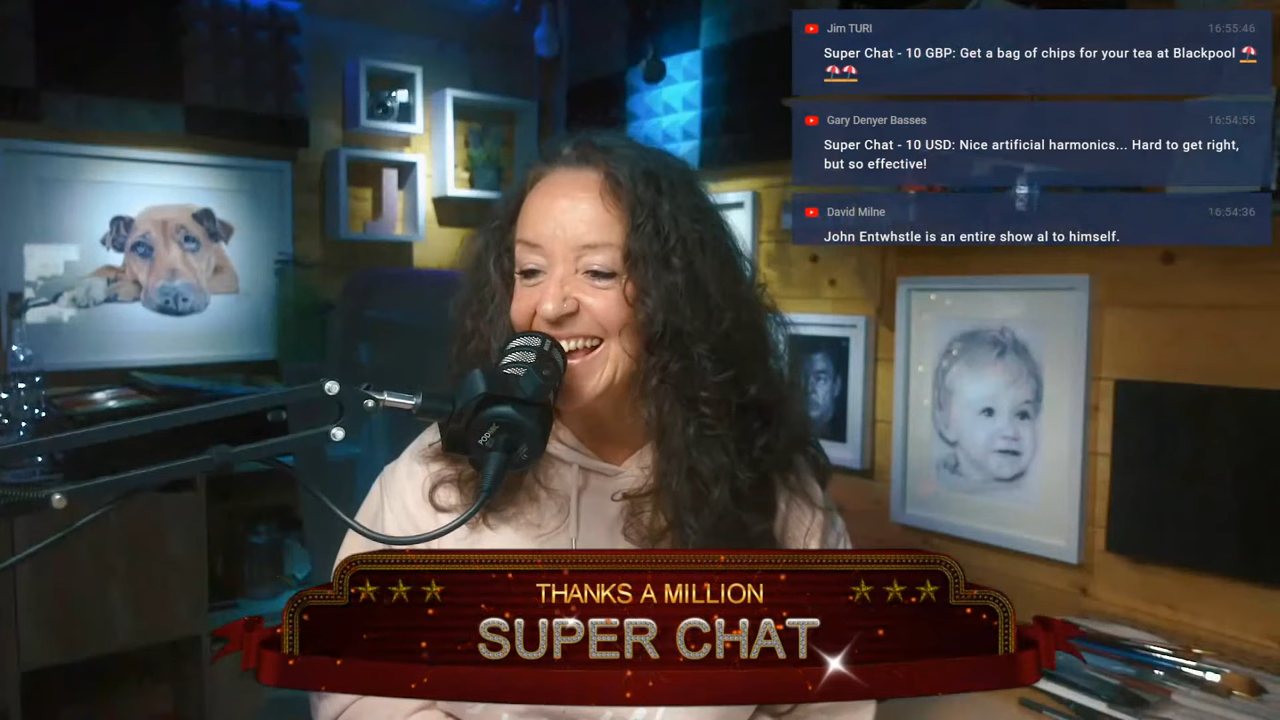 Jim TURI 16:55:46
Super Chat - 10 GBP: Get a bag of chips for your tea at Blackpool
Gary Denyer Basses 16:54:55
Super Chat - 10 USD: Nice artificial harmonics... Hard to get right,
but so effective!
David Milne 16:54:36
John Entwhstle is an entire show al to himself.
J
PODMIC
THANKS A MILLION
SUPER CHAT